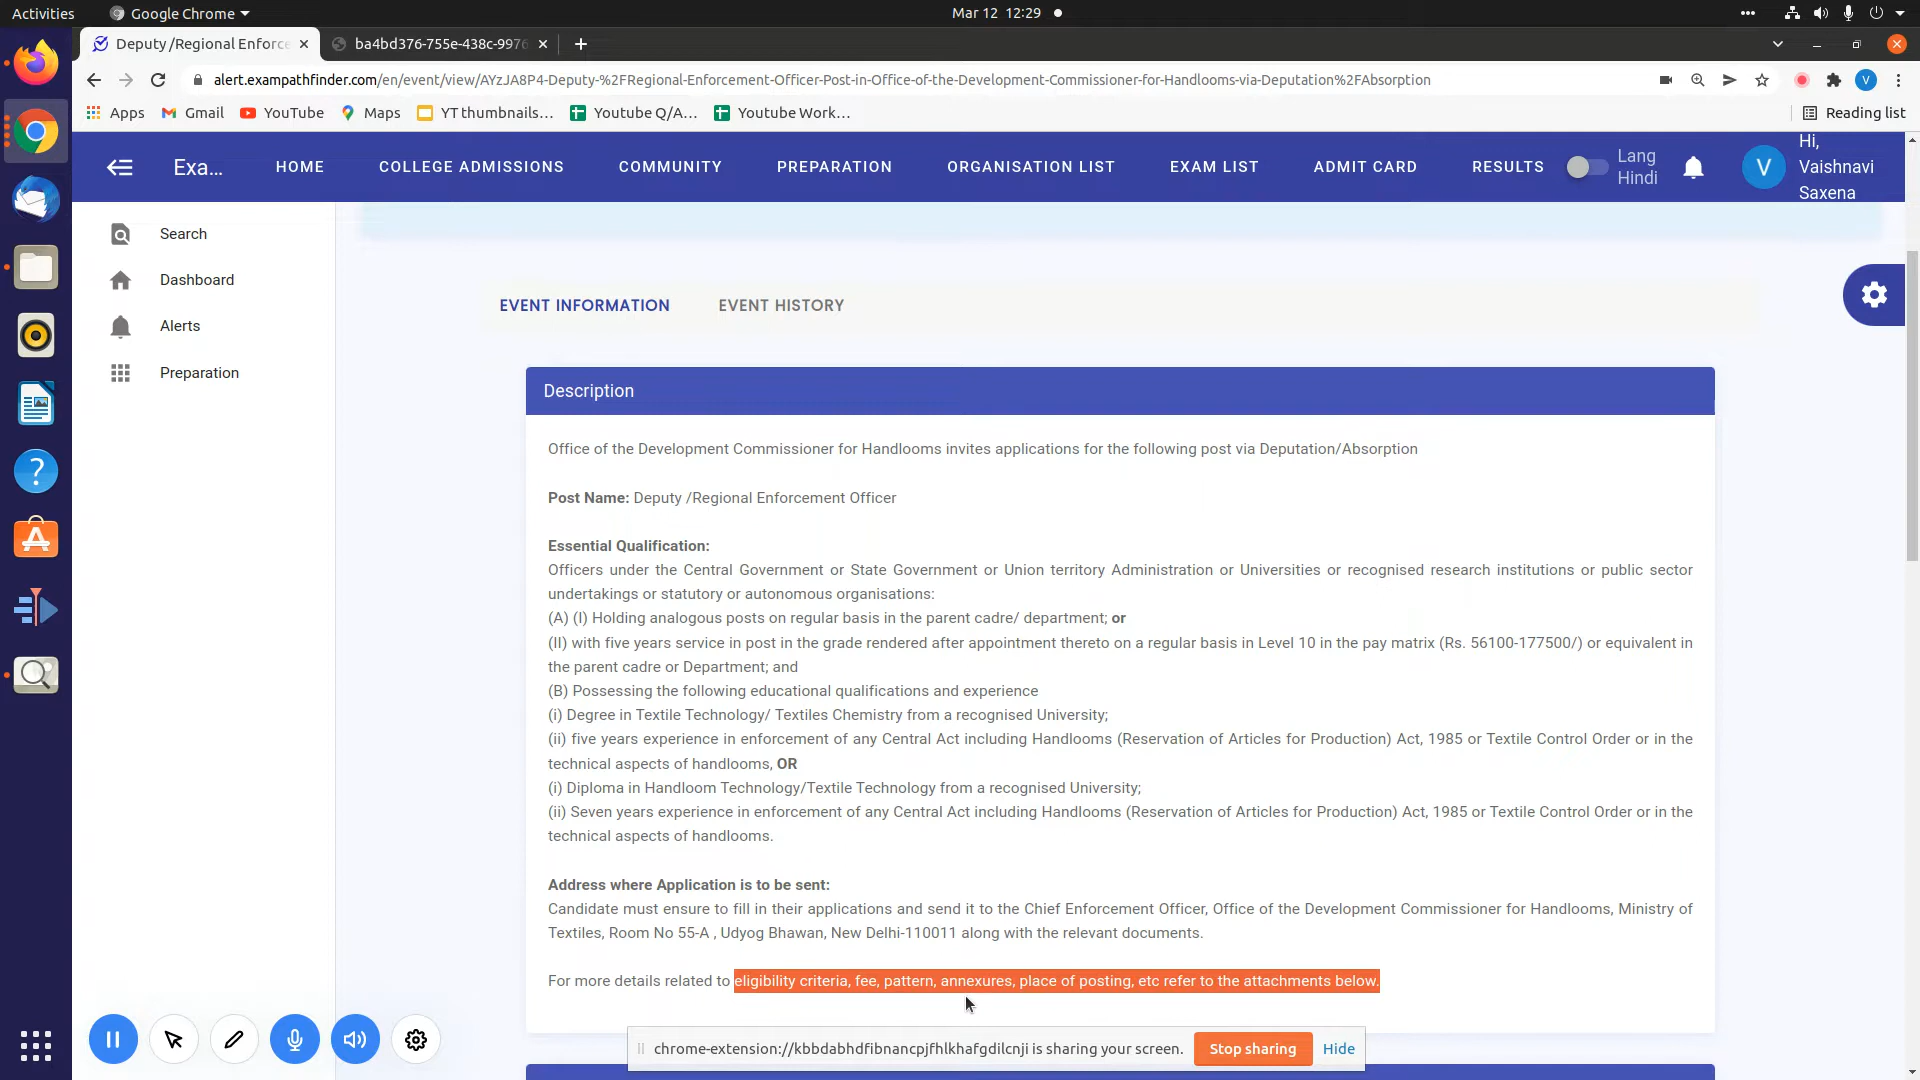 Activities
Google Chrome
Mar 12 12:29
Deputy /Regional Enforce
ba4bd376-755e-438c-9976
alert.exampathfinder.com/en/event/view/AYzJA8P4-Deputy-%2FRegional-Enforcement-Officer-Post-in-Office-of-the-Development-Commissioner-for-Handlooms-via-Deputation%2FAbsorption
V
Apps
Gmail
YouTube
Maps
YT thumbnails...
Youtube Q/A...
Youtube Work...
Reading list
Exa...
HOME
COLLEGE ADMISSIONS
COMMUNITY
PREPARATION
ORGANISATION LIST
EXAM LIST
ADMIT CARD
RESULTS
Lang
Hindi
V
Hi,
Vaishnavi
Saxena
Search
Dashboard
Alerts
Preparation
EVENT INFORMATION
EVENT HISTORY
Description
Office of the Development Commissioner for Handlooms invites applications for the following post via Deputation/Absorption
Post Name: Deputy /Regional Enforcement Officer
Essential Qualification:
Officers under the Central Government or State Government or Union territory Administration or Universities or recognised research institutions or public sector
undertakings or statutory or autonomous organisations:
(A) (I) Holding analogous posts on regular basis in the parent cadre/ department; or
(II) with five years service in post in the grade rendered after appointment thereto on a regular basis in Level 10 in the pay matrix (Rs. 56100-177500/) or equivalent in
the parent cadre or Department; and
(B) Possessing the following educational qualifications and experience
(i) Degree in Textile Technology/ Textiles Chemistry from a recognised University;
(ii) five years experience in enforcement of any Central Act including Handlooms (Reservation of Articles for Production) Act, 1985 or Textile Control Order or in the
technical aspects of handlooms, OR
(i) Diploma in Handloom Technology/Textile Technology from a recognised University;
(ii) Seven years experience in enforcement of any Central Act including Handlooms (Reservation of Articles for Production) Act, 1985 or Textile Control Order or in the
technical aspects of handlooms.
Address where Application is to be sent:
Candidate must ensure to fill in their applications and send it to the Chief Enforcement Officer, Office of the Development Commissioner for Handlooms, Ministry of
Textiles, Room No 55-A , Udyog Bhawan, New Delhi-110011 along with the relevant documents.
For more details related to eligibility criteria, fee, pattern, annexures, place of posting, etc refer to the attachments below.
chrome-extension://kbbdabhdfibnancpjfhlkhafgdilcnji is sharing your screen.
Stop sharing
Hide